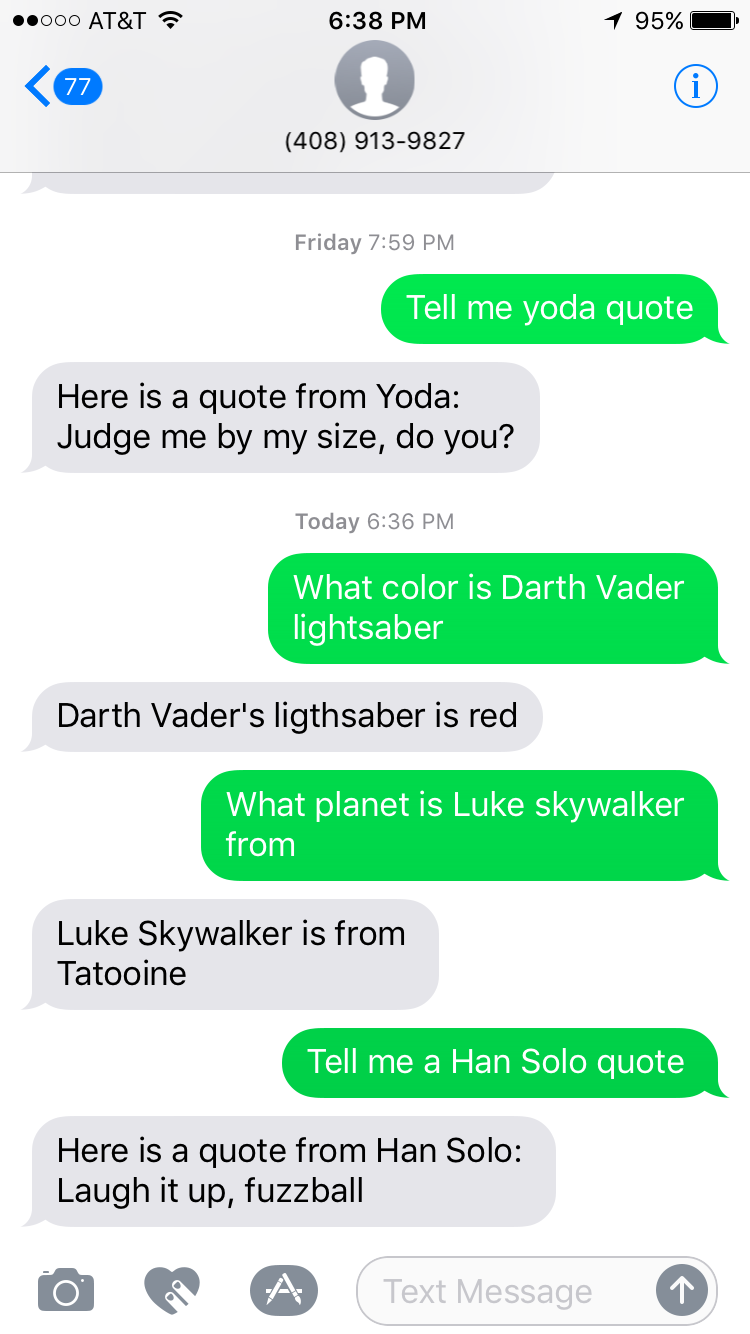 AT&T 6:38 PM 95%
77
(408) 913-9827
Friday 7:59 PM
Tell me yoda quote
Here is a quote from Yoda:
Judge me by my size, do you?
Today 6:36 PM
What color is Darth Vader
lightsaber
Darth Vader's ligthsaber is red
What planet is Luke skywalker
from
Luke Skywalker is from
Tatooine
Tell me a Han Solo quote
Here is a quote from Han Solo:
Laugh it up, fuzzball
Text Message